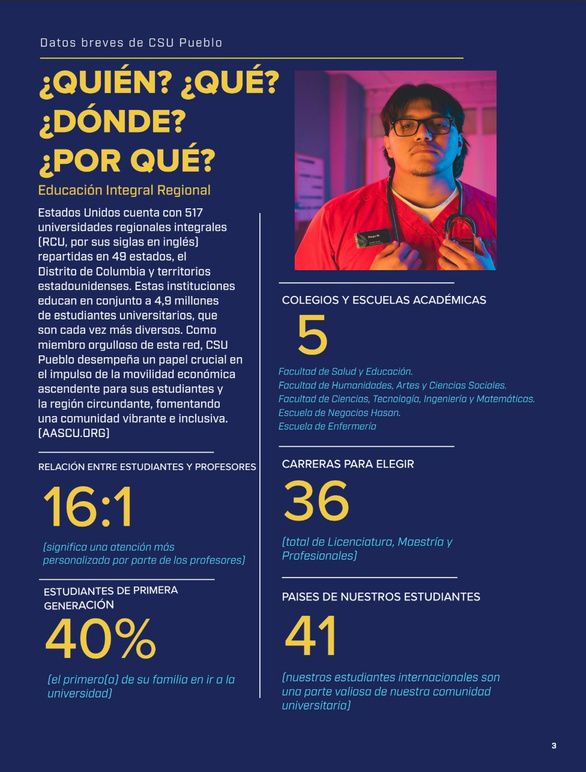 Datos breves de CSU Pueblo
¿QUIÉN? ¿QUÉ?
¿DÓNDE?
¿POR QUÉ?
Educación Integral Regional
Estados Unidos cuenta con 517
universidades regionales integrales
(RCU, por sus siglas en inglés)
repartidas en 49 estados, el
Distrito de Columbia y territorios
estadounidenses. Estas instituciones
educan en conjunto a 4,9 millones
de estudiantes universitarios, que
son cada vez más diversos. Como
miembro orgulloso de esta red, CSU
Pueblo desempeña un papel crucial en
el impulso de la movilidad económica
ascendente para sus estudiantes y
la región circundante, fomentando
una comunidad vibrante e inclusiva.
(AASCU.ORG)
RELACIÓN ENTRE ESTUDIANTES Y PROFESORES
16:1
(significa una atención más
personalizada por parte de los profesores)
ESTUDIANTES DE PRIMERA
GENERACIÓN
40%
(el primero(a) de su familia en ir a la
universidad)
COLEGIOS Y ESCUELAS ACADÉMICAS
5
Facultad de Salud y Educación.
Facultad de Humanidades, Artes y Ciencias Sociales.
Facultad de Ciencias, Tecnología, Ingeniería y Matemáticas.
Escuela de Negocios Hasan.
Escuela de Enfermería
CARRERAS PARA ELEGIR
36
(total de Licenciatura, Maestría y
Profesionales)
PAISES DE NUESTROS ESTUDIANTES
41
(nuestros estudiantes internacionales son
una parte valiosa de nuestra comunidad
universitaria)
3